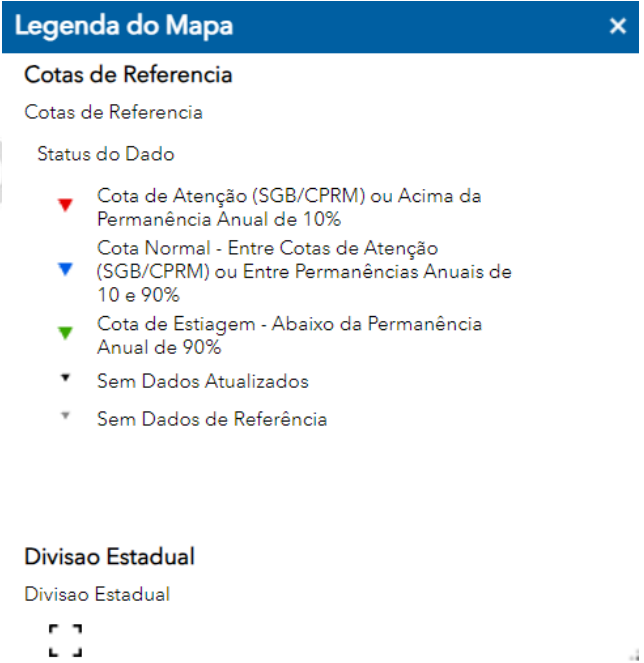 Legenda do Mapa
Cotas de Referencia
Cotas de Referencia
Status do Dado
Cota de Atenção (SGB/CPRM) ou Acima da
Permanência Anual de 10%
Cota Normal - Entre Cotas de Atenção
(SGB/CPRM) ou Entre Permanências Anuais de
10 e 90%
Cota de Estiagem - Abaixo da Permanência
Anual de 90%
Sem Dados Atualizados
Sem Dados de Referência
Divisao Estadual
Divisao Estadual